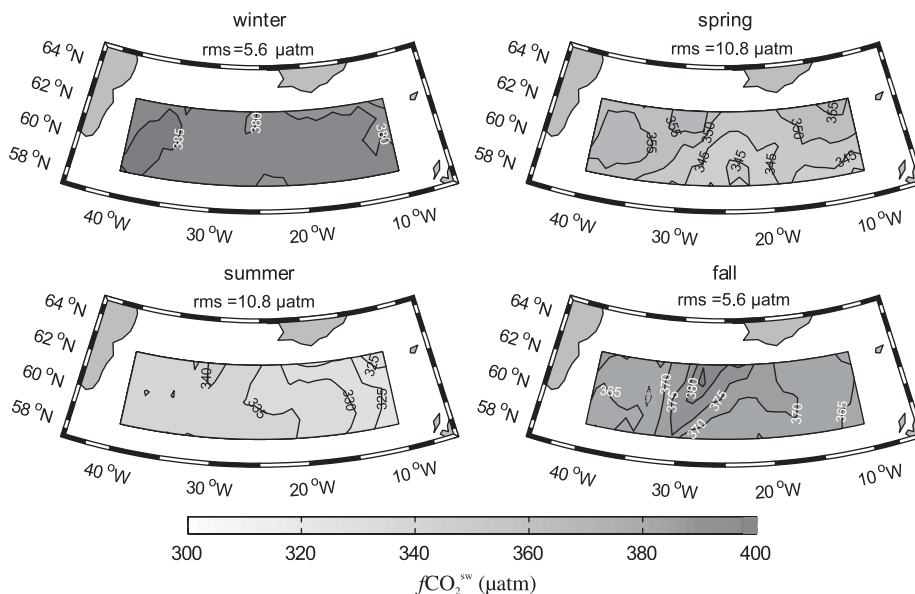 winter
rms =5.6 µatm
64 °N
62 °N
60 °N
58 °N
385
380
380
40 °W
30 °W
20 °W
10 °W
spring
rms =10.8 µatm
64 °N
62 °N
60 °N
58 °N
355
355
350
350
355
345
345
345
345
40 °W
30 °W
20 °W
10 °W
summer
rms =10.8 µatm
64 °N
62 °N
60 °N
58 °N
340
335
330
325
325
40 °W
30 °W
20 °W
10 °W
fall
rms =5.6 µatm
64 °N
62 °N
60 °N
58 °N
365
370
375
380
375
370
370
365
40 °W
30 °W
20 °W
10 °W
300 320 340 360 380 400
fCO₂ˢʷ (µatm)